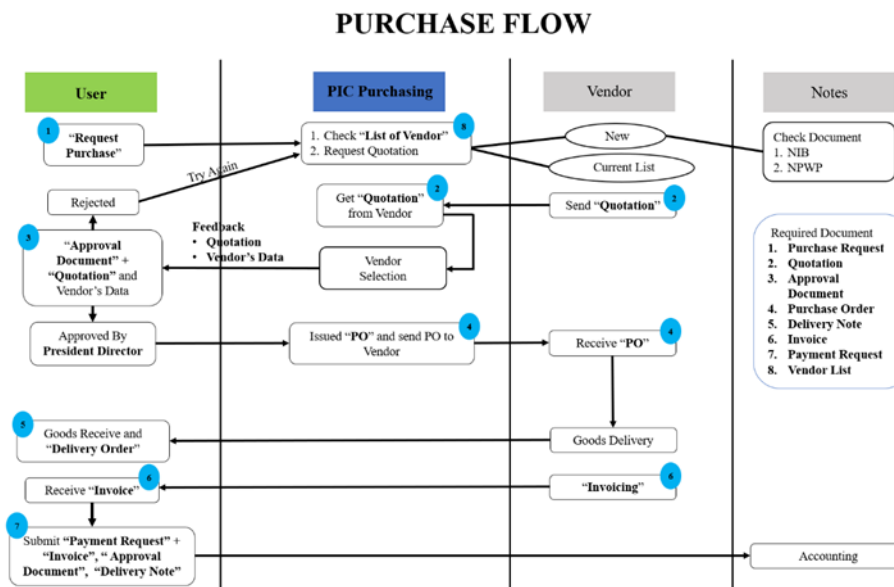 PURCHASE FLOW
User
PIC Purchasing
Vendor
Notes
1
“Request
Purchase”
8
1. Check “List of Vendor”
2. Request Quotation
New
Current List
Check Document
1. NIB
2. NPWP
Try Again
Rejected
2
Get “Quotation”
from Vendor
2
Send “Quotation”
Feedback
• Quotation
• Vendor’s Data
3
“Approval
Document” +
“Quotation” and
Vendor’s Data
Vendor
Selection
Required Document
1. Purchase Request
2. Quotation
3. Approval
Document
4. Purchase Order
5. Delivery Note
6. Invoice
7. Payment Request
8. Vendor List
Approved By
President Director
4
Issued “PO” and send PO to
Vendor
4
Receive “PO”
5
Goods Receive and
“Delivery Order”
Goods Delivery
6
Receive “Invoice”
6
“Invoicing”
7
Submit “Payment Request” +
“Invoice”, “ Approval
Document”, “Delivery Note”
Accounting